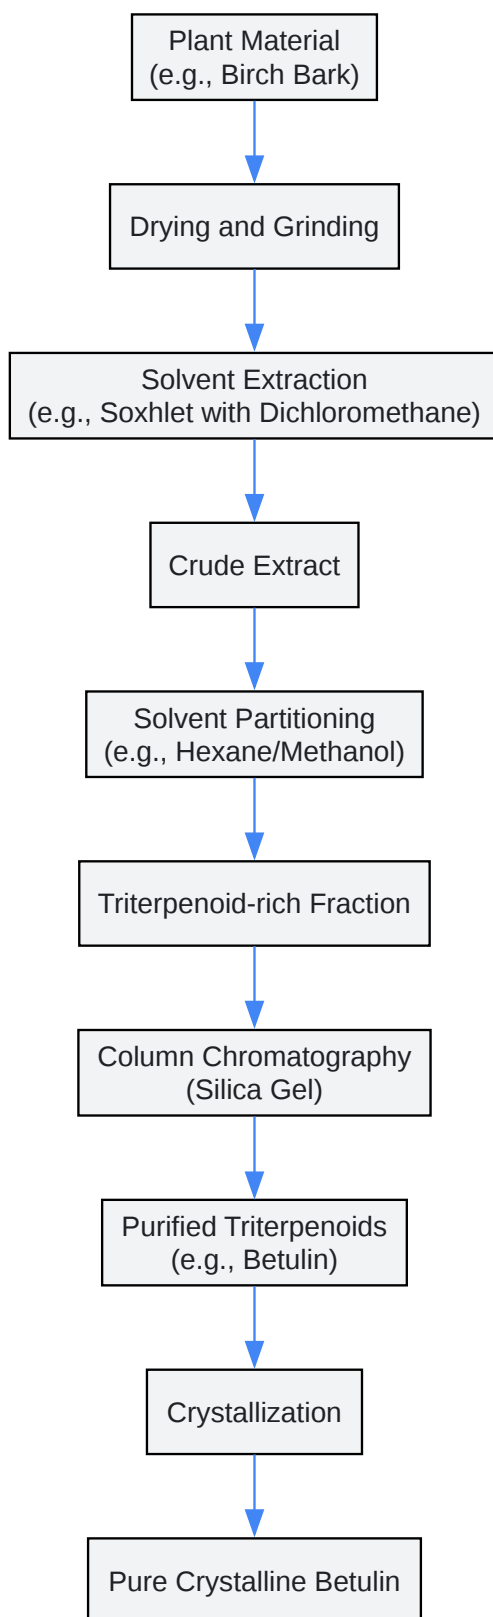 Plant Material
(e.g., Birch Bark)
Drying and Grinding
Solvent Extraction
(e.g., Soxhlet with Dichloromethane)
Crude Extract
Solvent Partitioning
(e.g., Hexane/Methanol)
Triterpenoid-rich Fraction
Column Chromatography
(Silica Gel)
Purified Triterpenoids
(e.g., Betulin)
Crystallization
Pure Crystalline Betulin